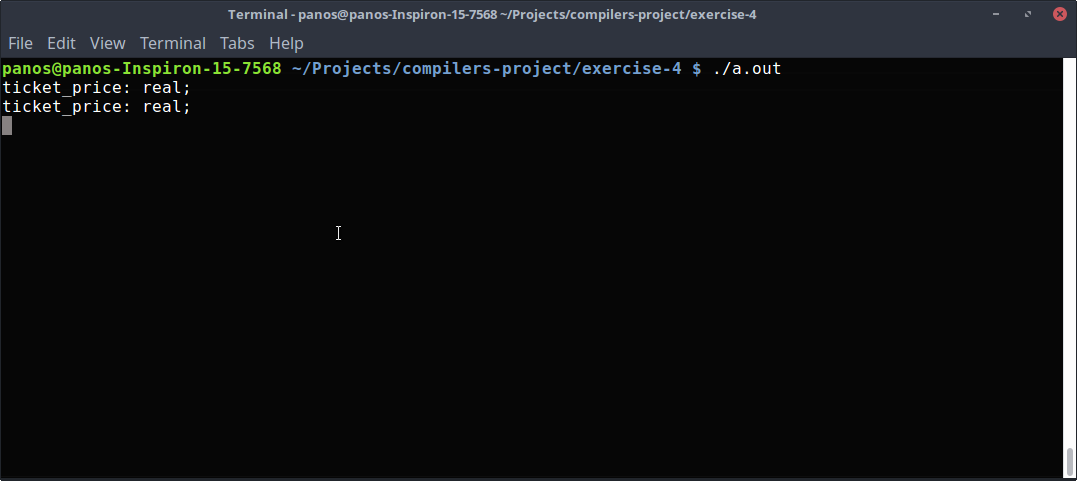 Terminal - panos@panos-Inspiron-15-7568 ~/Projects/compilers-project/exercise-4
File Edit View Terminal Tabs Help
panos@panos-Inspiron-15-7568 ~/Projects/compilers-project/exercise-4 $ ./a.out
ticket_price: real;
ticket_price: real;